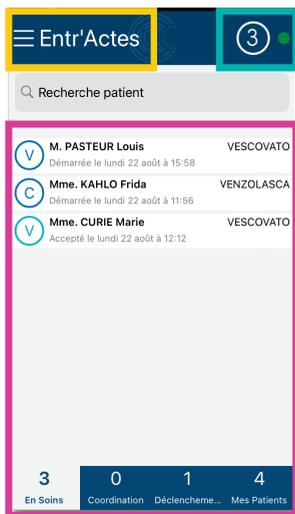 Entr'Actes
3
Recherche patient
V M. PASTEUR Louis VESCOVATO
Démarrée le lundi 22 août à 15:58
C Mme. KAHLO Frida VENZOLASCA
Démarrée le lundi 22 août à 11:56
V Mme. CURIE Marie VESCOVATO
Accepté le lundi 22 août à 12:12
3 0 1 4
En Soins Coordination Déclencheme... Mes Patients